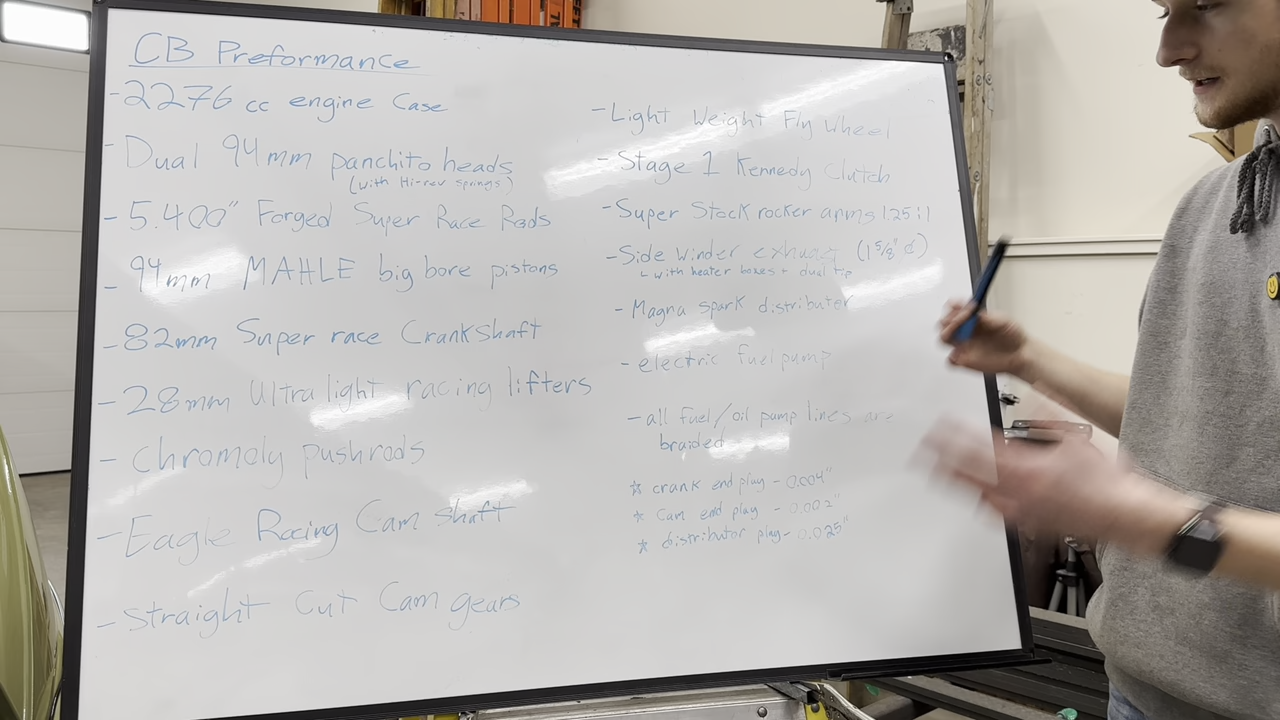 CB Preformance
-2276 cc engine Case
-Dual 94mm panchito heads
(with Hi-rev springs)
-5.400" Forged Super Race Rods
-94mm MAHLE big bore pistons
-82mm Super race Crankshaft
-28mm Ultra light racing lifters
-chromoly pushrods
-Eagle Racing Cam shaft
-Straight Cut Cam gears
-Light Weight Fly Wheel
-Stage 1 Kennedy Clutch
-Super Stock rocker arms 1.25:1
-Side winder exhuast (1 5/8" d)
with heater boxes + dual tip
-Magna spark distributer
-electric fuel pump
-all fuel/oil pump lines are
braided
☆ crank end play - 0.004"
☆ cam end play - 0.002"
☆ distributor play- 0.025"